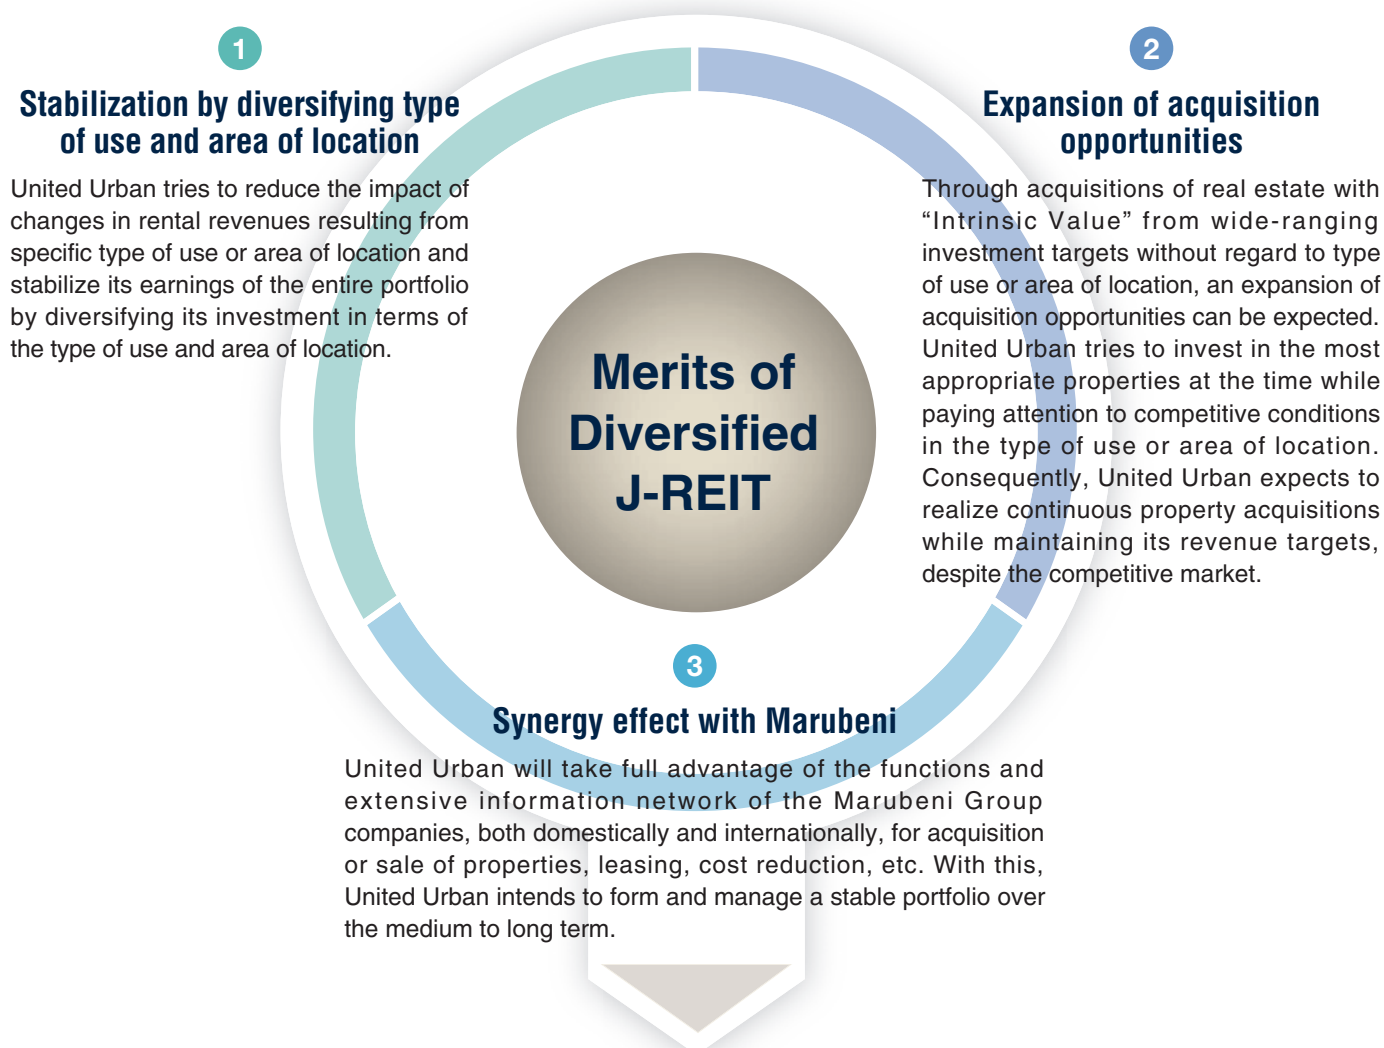 1
Stabilization by diversifying type
of use and area of location
United Urban tries to reduce the impact of
changes in rental revenues resulting from
specific type of use or area of location and
stabilize its earnings of the entire portfolio
by diversifying its investment in terms of
the type of use and area of location.
2
Expansion of acquisition
opportunities
Through acquisitions of real estate with
“Intrinsic Value” from wide-ranging
investment targets without regard to type
of use or area of location, an expansion of
acquisition opportunities can be expected.
United Urban tries to invest in the most
appropriate properties at the time while
paying attention to competitive conditions
in the type of use or area of location.
Consequently, United Urban expects to
realize continuous property acquisitions
while maintaining its revenue targets,
despite the competitive market.
Merits of
Diversified
J-REIT
3
Synergy effect with Marubeni
United Urban will take full advantage of the functions and
extensive information network of the Marubeni Group
companies, both domestically and internationally, for acquisition
or sale of properties, leasing, cost reduction, etc. With this,
United Urban intends to form and manage a stable portfolio over
the medium to long term.